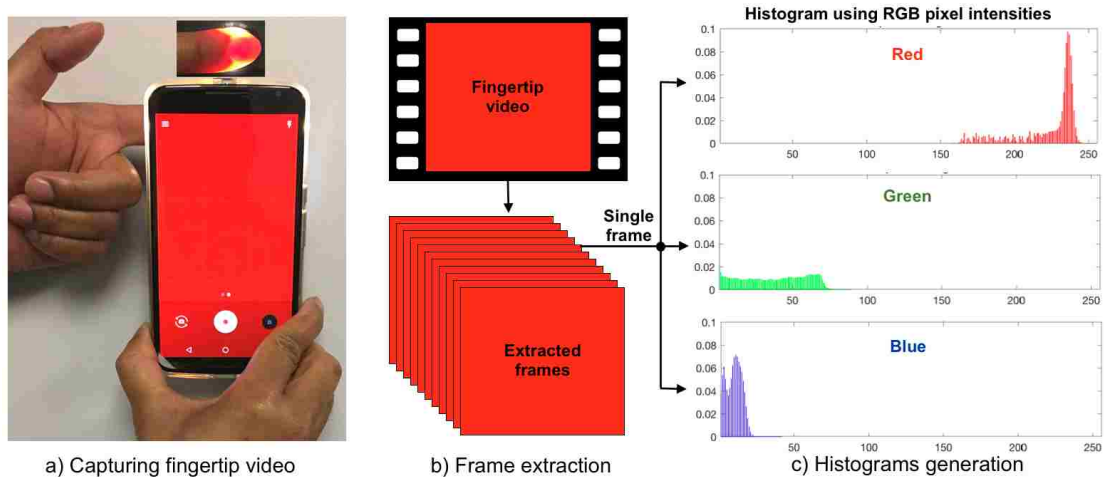 Histogram using RGB pixel intensities
Fingertip
video
Single
frame
Extracted
frames
Red
0.1
0.08
0.06
0.04
0.02
0
50
100
150
200
250
Green
0.1
0.08
0.06
0.04
0.02
0
50
100
150
200
250
Blue
0.1
0.08
0.06
0.04
0.02
0
50
100
150
200
250
a) Capturing fingertip video
b) Frame extraction
c) Histograms generation